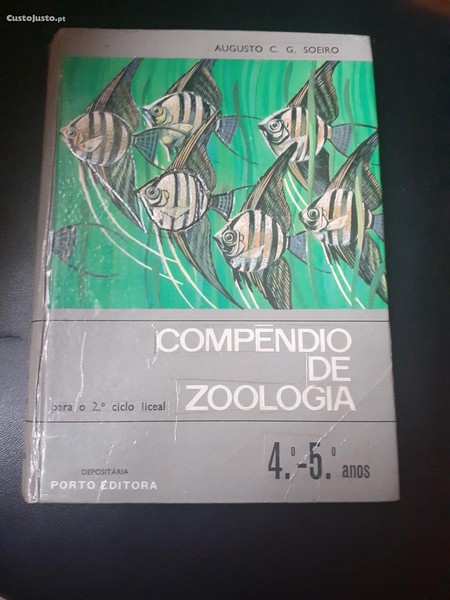 CustoJusto.pt
AUGUSTO C. G. SOEIRO
COMPÊNDIO
DE
para o 2.º ciclo liceal
ZOOLOGIA
4.º-5.º anos
DEPOSITÁRIA
PORTO EDITORA